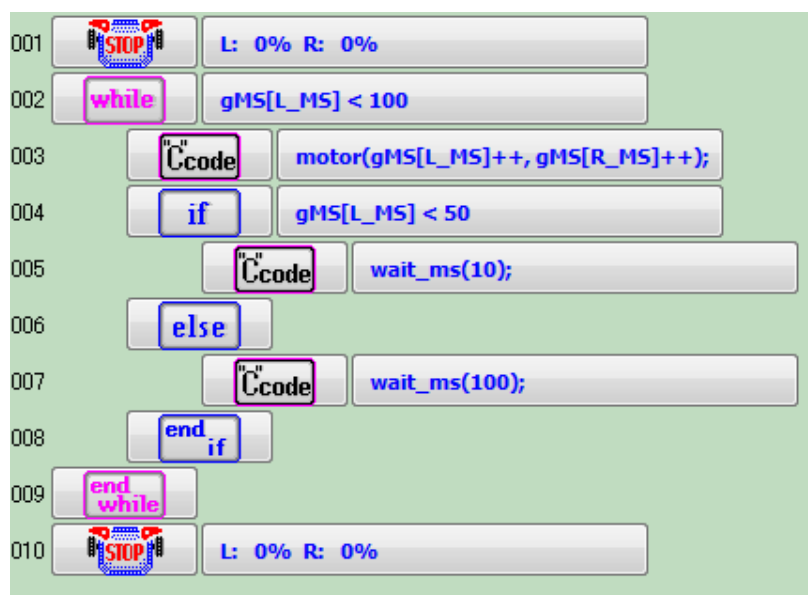 001 STOP L: 0% R: 0%
002 while gMS[L_MS] < 100
003 "C"code motor(gMS[L_MS]++, gMS[R_MS]++);
004 if gMS[L_MS] < 50
005 "C"code wait_ms(10);
006 else
007 "C"code wait_ms(100);
008 end if
009 end while
010 STOP L: 0% R: 0%